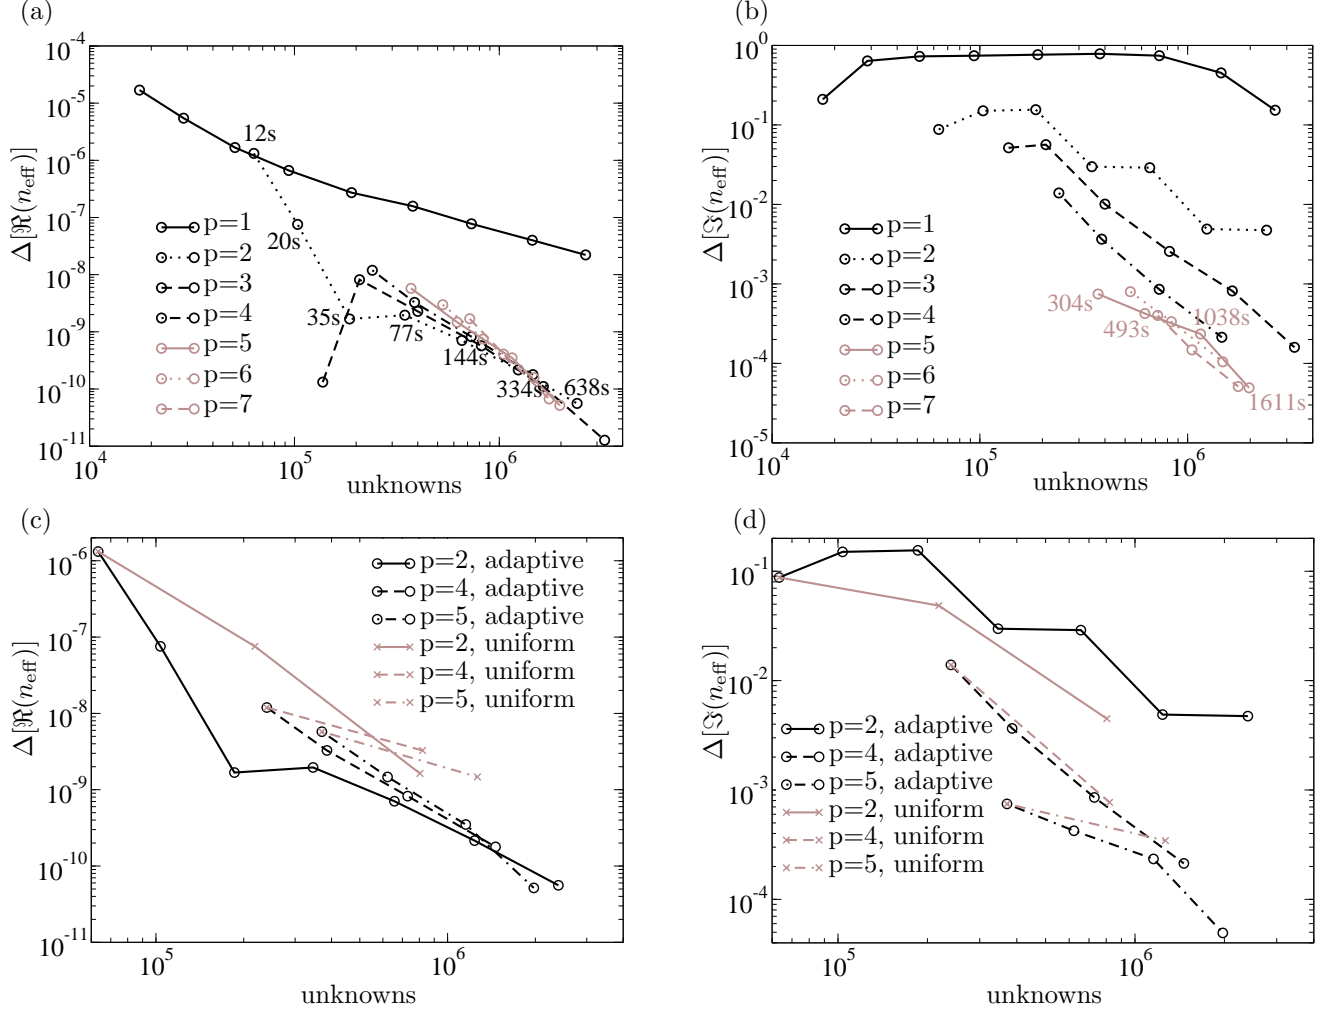 (a)
10^-4
10^-5
10^-6
10^-7
10^-8
10^-9
10^-10
10^-11
Δ[ℜ(n_eff)]
12s
20s
35s
77s
144s
334s
638s
p=1
p=2
p=3
p=4
p=5
p=6
p=7
10^4
10^5
10^6
unknowns
(b)
10^0
10^-1
10^-2
10^-3
10^-4
10^-5
Δ[ℑ(n_eff)]
p=1
p=2
p=3
p=4
p=5
p=6
p=7
304s
493s
1038s
1611s
10^4
10^5
10^6
unknowns
(c)
10^-6
10^-7
10^-8
10^-9
10^-10
10^-11
Δ[ℜ(n_eff)]
p=2, adaptive
p=4, adaptive
p=5, adaptive
p=2, uniform
p=4, uniform
p=5, uniform
10^5
10^6
unknowns
(d)
10^-1
10^-2
10^-3
10^-4
Δ[ℑ(n_eff)]
p=2, adaptive
p=4, adaptive
p=5, adaptive
p=2, uniform
p=4, uniform
p=5, uniform
10^5
10^6
unknowns